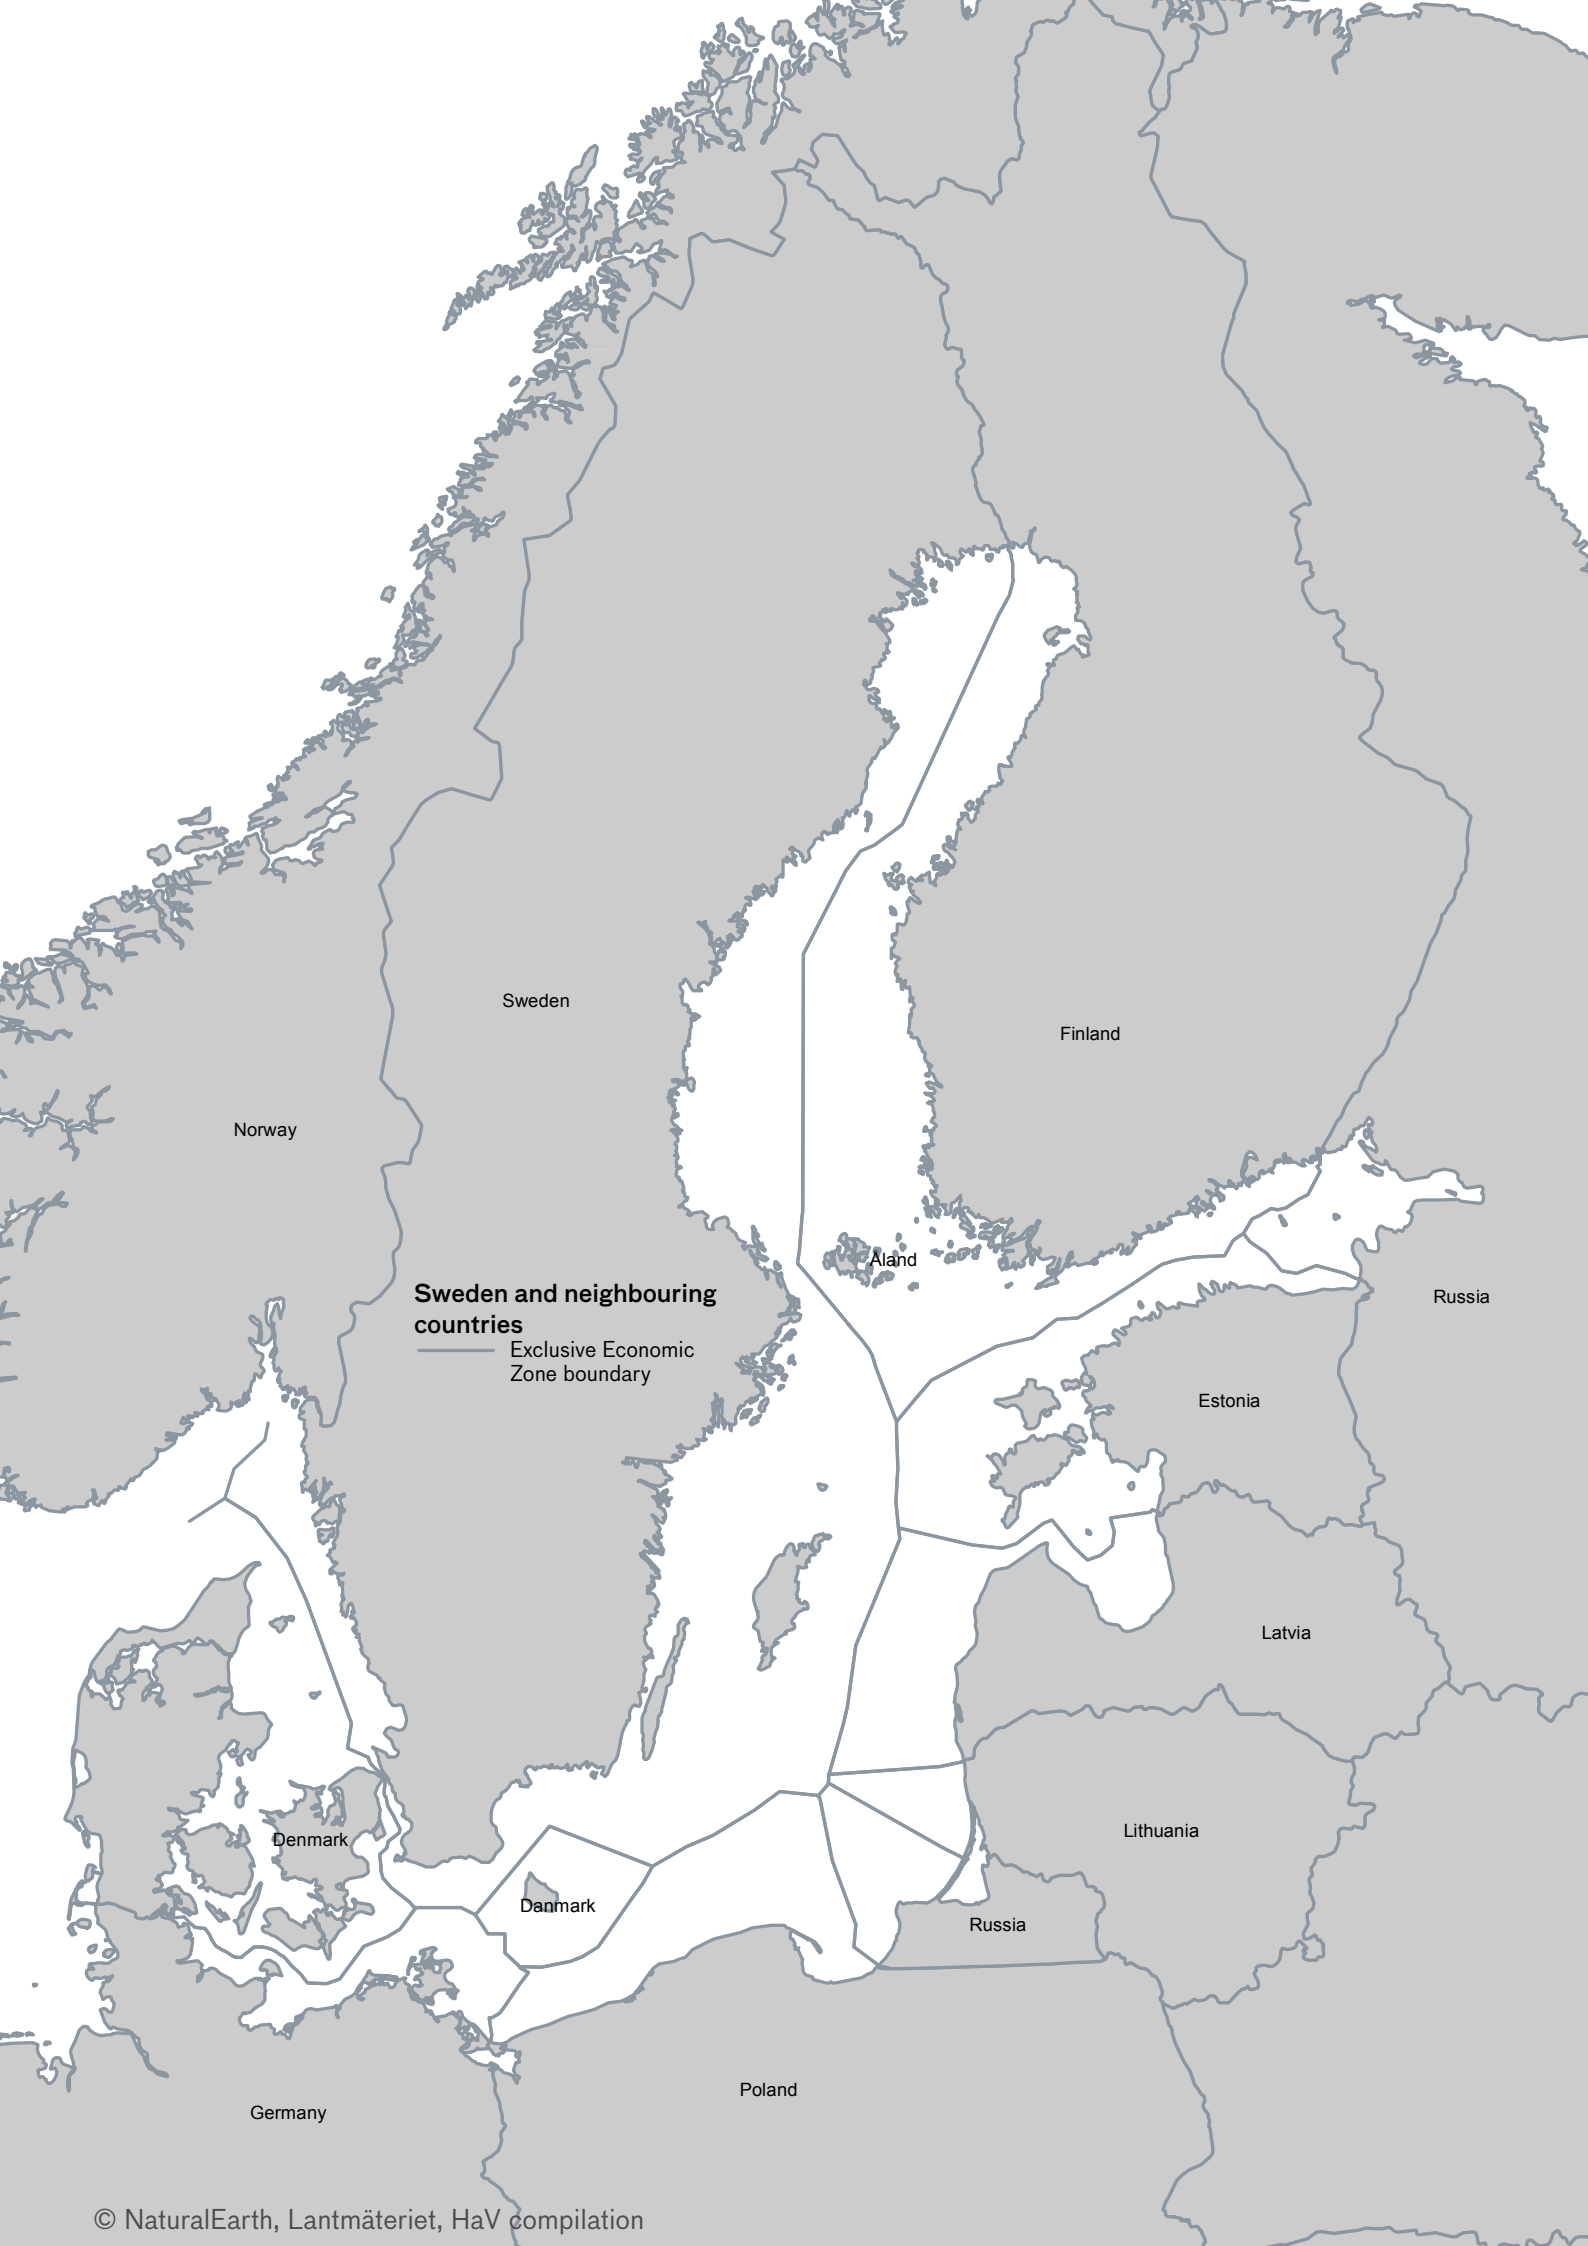 Sweden
Finland
Norway
Åland
Sweden and neighbouring
countries
Exclusive Economic
Zone boundary
Russia
Estonia
Latvia
Lithuania
Denmark
Danmark
Russia
Poland
Germany
© NaturalEarth, Lantmäteriet, HaV compilation